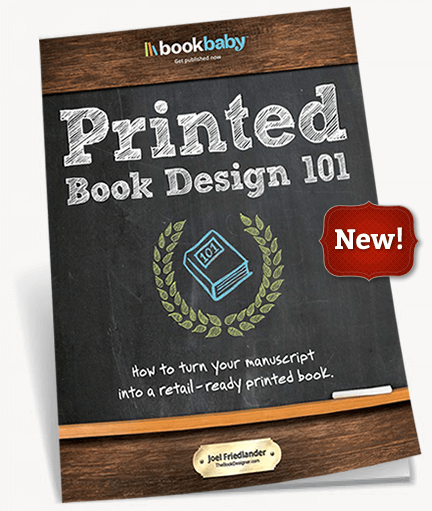 bookbaby
Get published now.
Printed
Book Design 101
101
New!
How to turn your manuscript
into a retail-ready printed book.
Joel Friedlander
TheBookDesigner.com